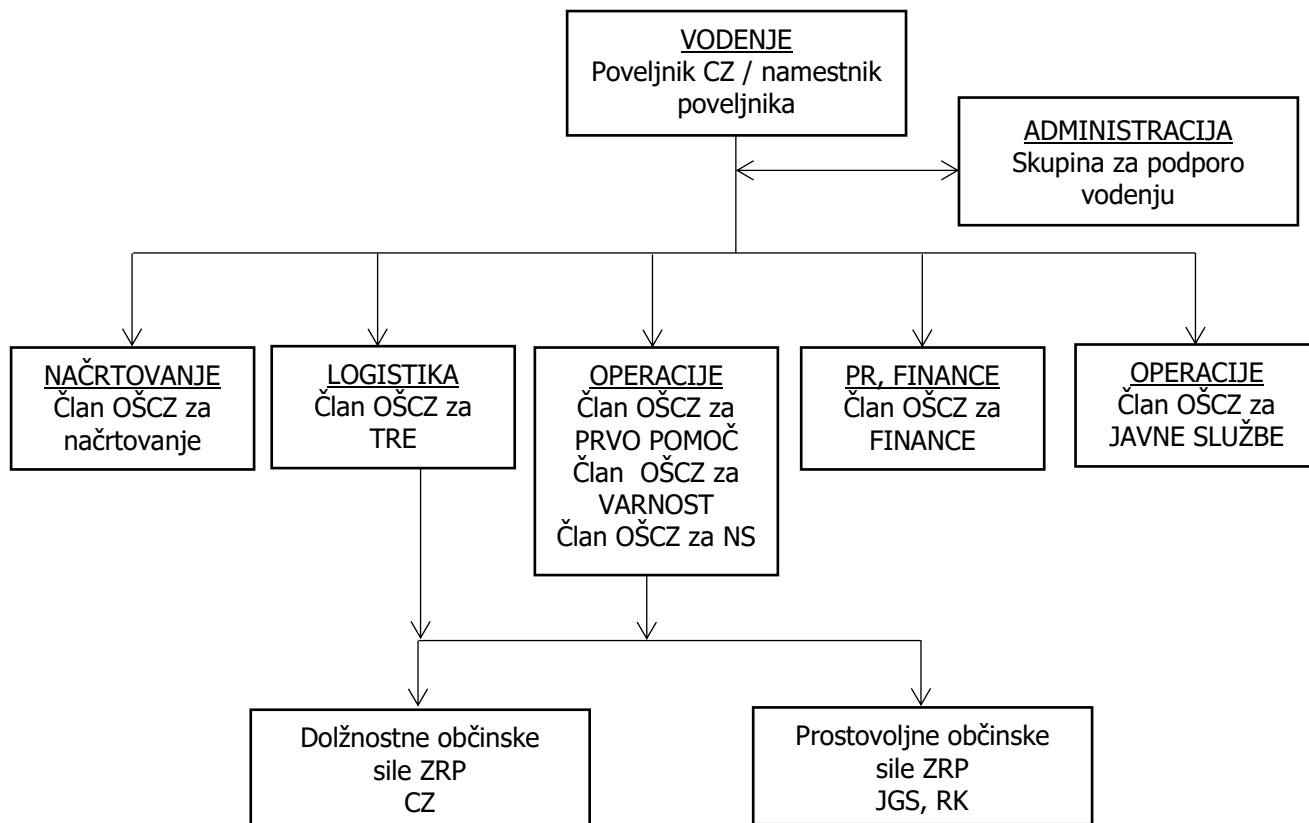 VODENJE
Poveljnik CZ / namestnik
poveljnika
ADMINISTRACIJA
Skupina za podporo
vodenju
NAČRTOVANJE
Član OŠCZ za
načrtovanje
LOGISTIKA
Član OŠCZ za
TRE
OPERACIJE
Član OŠCZ za
PRVO POMOČ
Član OŠCZ za
VARNOST
Član OŠCZ za NS
PR, FINANCE
Član OŠCZ za
FINANCE
OPERACIJE
Član OŠCZ za
JAVNE SLUŽBE
Dolžnostne občinske
sile ZRP
CZ
Prostovoljne občinske
sile ZRP
JGS, RK